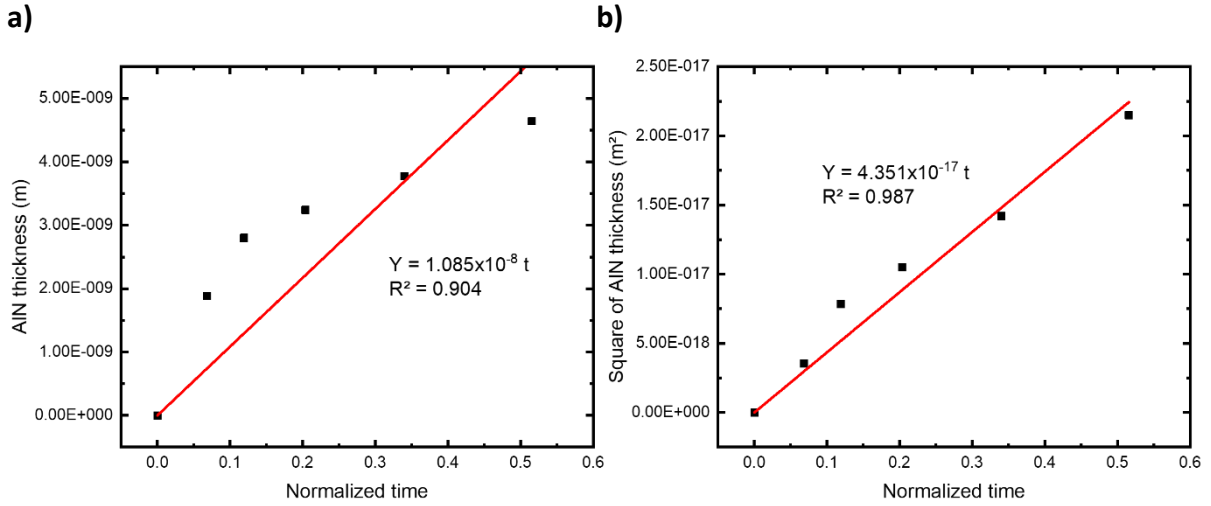 a)
AlN thickness (m)
5.00E-009
4.00E-009
3.00E-009
2.00E-009
1.00E-009
0.00E+000
Y = 1.085x10⁻⁸ t
R² = 0.904
0.0 0.1 0.2 0.3 0.4 0.5 0.6
Normalized time
b)
Square of AlN thickness (m²)
2.50E-017
2.00E-017
1.50E-017
1.00E-017
5.00E-018
0.00E+000
Y = 4.351x10⁻¹⁷ t
R² = 0.987
0.0 0.1 0.2 0.3 0.4 0.5 0.6
Normalized time